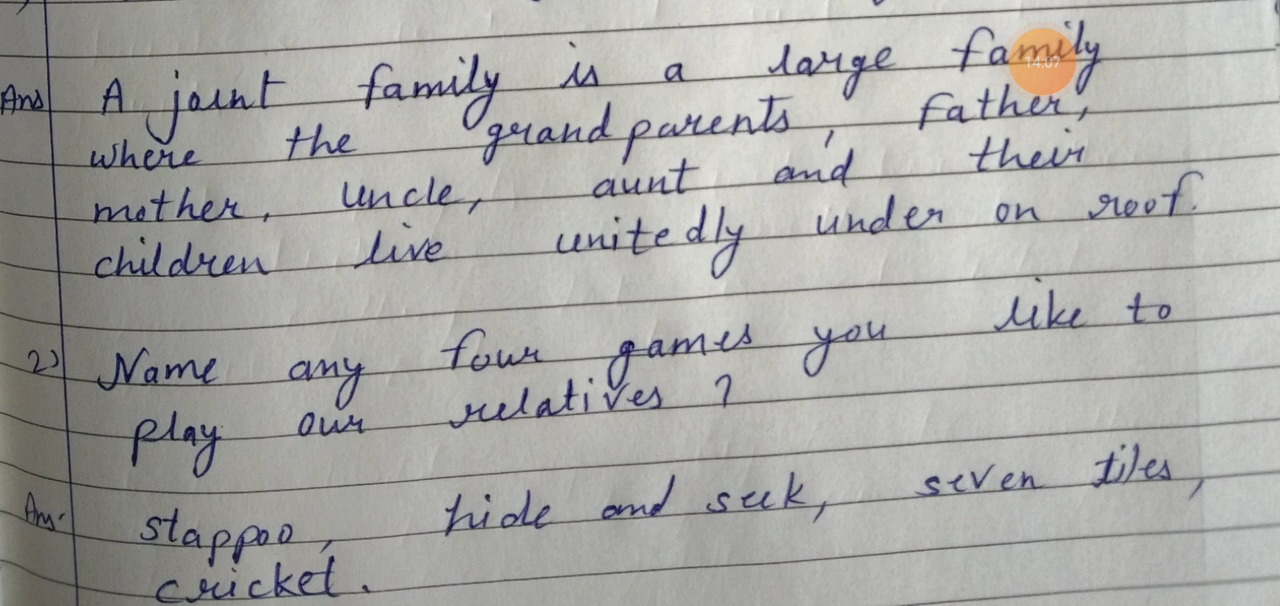 Ans A joint family is a large family
where the grandparents, father,
mother, uncle, aunt and their
children live unitedly under on roof.
2) Name any four games you like to
play our relatives ?
Ans. stappoo, hide and seek, seven tiles,
cricket.
14:07